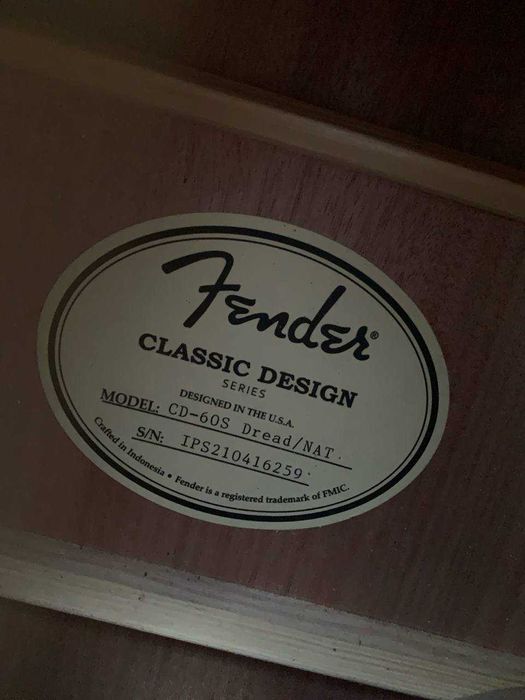 Fender®
CLASSIC DESIGN
SERIES
DESIGNED IN THE U.S.A.
MODEL: CD-60S Dread/NAT.
S/N: IPS210416259
Crafted in Indonesia • Fender is a registered trademark of FMIC.